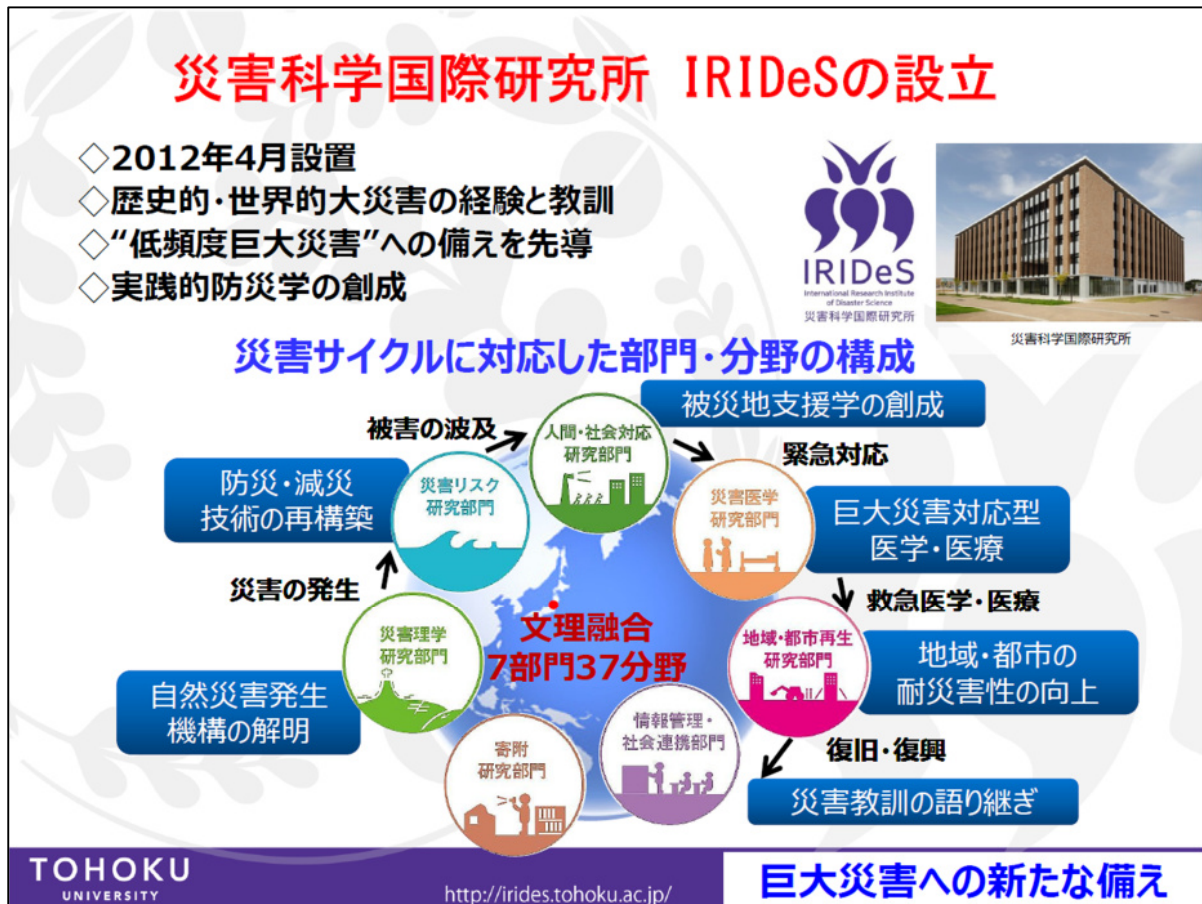 災害科学国際研究所 IRIDeSの設立
◇2012年4月設置
◇歴史的・世界的大災害の経験と教訓
◇“低頻度巨大災害”への備えを先導
◇実践的防災学の創成
IRIDeS
International Research Institute
of Disaster Science
災害科学国際研究所
災害科学国際研究所
災害サイクルに対応した部門・分野の構成
被災地支援学の創成
被害の波及
人間・社会対応
研究部門
緊急対応
防災・減災
技術の再構築
災害リスク
研究部門
災害医学
研究部門
巨大災害対応型
医学・医療
災害の発生
救急医学・医療
災害理学
研究部門
文理融合
7部門37分野
地域・都市再生
研究部門
地域・都市の
耐災害性の向上
自然災害発生
機構の解明
寄附
研究部門
情報管理・
社会連携部門
復旧・復興
災害教訓の語り継ぎ
TOHOKU
UNIVERSITY
http://irides.tohoku.ac.jp/
巨大災害への新たな備え